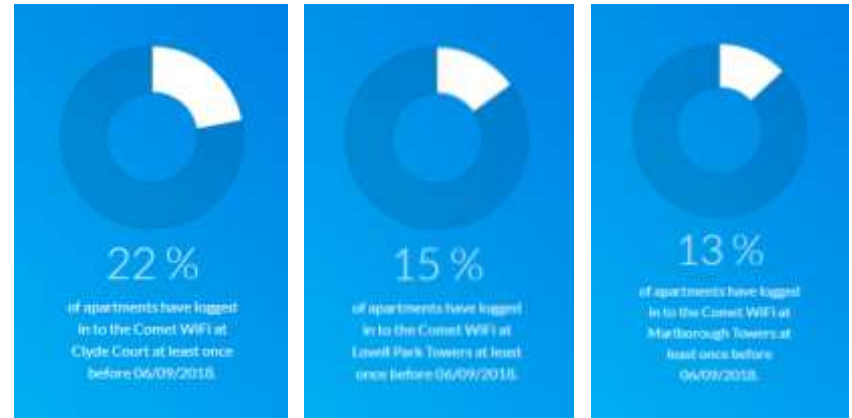 22 %
of apartments have logged
in to the Comet WiFi at
Clyde Court at least once
before 06/09/2018.
15 %
of apartments have logged
in to the Comet WiFi at
Lovell Park Towers at least
once before 06/09/2018.
13 %
of apartments have logged
in to the Comet WiFi at
Marlborough Towers at
least once before
06/09/2018.